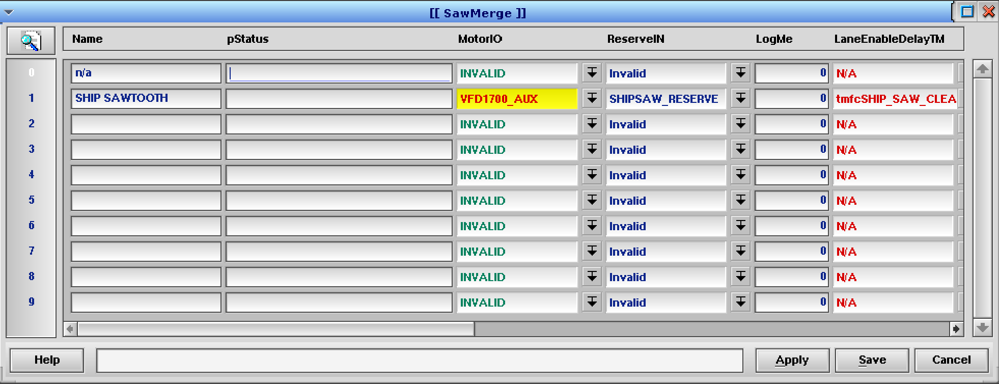 [[ SawMerge ]]
Name pStatus MotorIO ReserveIN LogMe LaneEnableDelayTM
0 n/a INVALID Invalid 0 N/A
1 SHIP SAWTOOTH VFD1700_AUX SHIPSAW_RESERVE 0 tmfcSHIP_SAW_CLEA
2 INVALID Invalid 0 N/A
3 INVALID Invalid 0 N/A
4 INVALID Invalid 0 N/A
5 INVALID Invalid 0 N/A
6 INVALID Invalid 0 N/A
7 INVALID Invalid 0 N/A
8 INVALID Invalid 0 N/A
9 INVALID Invalid 0 N/A
Help Apply Save Cancel